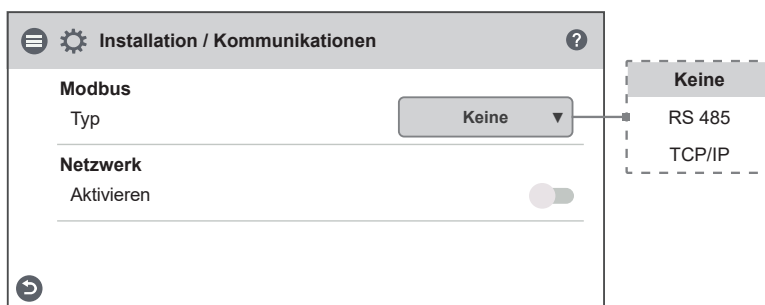 Installation / Kommunikationen ?
Modbus
Typ Keine ▼
Netzwerk
Aktivieren
Keine
RS 485
TCP/IP